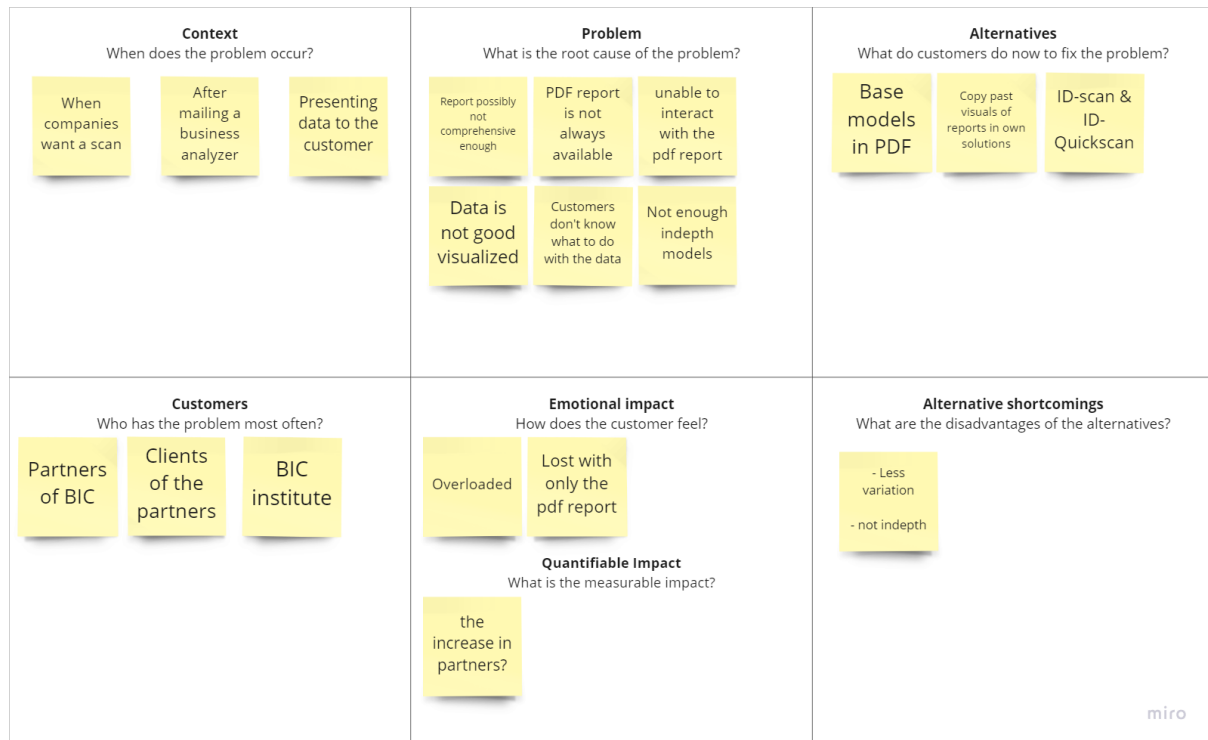 Context
When does the problem occur?
When
companies
want a scan
After
mailing a
business
analyzer
Presenting
data to the
customer
Problem
What is the root cause of the problem?
Report possibly
not
comprehensive
enough
PDF report
is not
always
available
unable to
interact with
the pdf report
Data is
not good
visualized
Customers
don't know
what to do
with the data
Not enough
indepth
models
Alternatives
What do customers do now to fix the problem?
Base
models
in PDF
Copy past
visuals of
reports in own
solutions
ID-scan &
ID-
Quickscan
Customers
Who has the problem most often?
Partners
of BIC
Clients
of the
partners
BIC
institute
Emotional impact
How does the customer feel?
Overloaded
Lost with
only the
pdf report
Quantifiable Impact
What is the measurable impact?
the
increase in
partners?
Alternative shortcomings
What are the disadvantages of the alternatives?
- Less
variation
- not indepth
miro